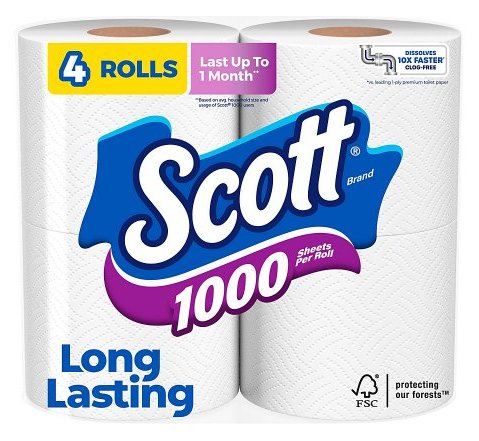 4 ROLLS
Last Up To
1 Month**
**Based on avg. household size and
usage of Scott® 1000 users
DISSOLVES
10X FASTER*
CLOG-FREE
*vs. leading 1-ply premium toilet paper
Scott®
Brand
1000 Sheets
Per Roll
Long
Lasting
FSC
protecting
our forests™